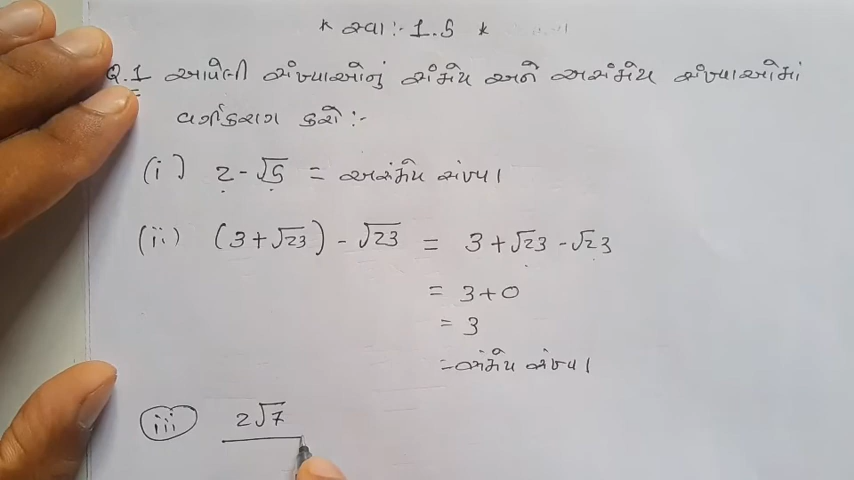 * સ્વા:- 1.5 *
Q.1 આપેલી સંખ્યાઓનું સંમેય અને અસંમેય સંખ્યાઓમાં
વર્ગીકરણ કરો :-
(i) 2 - √5 = અસંમેય સંખ્યા
(ii) (3 + √23) - √23 = 3 + √23 - √23
= 3 + 0
= 3
= સંમેય સંખ્યા
(iii) 2√7